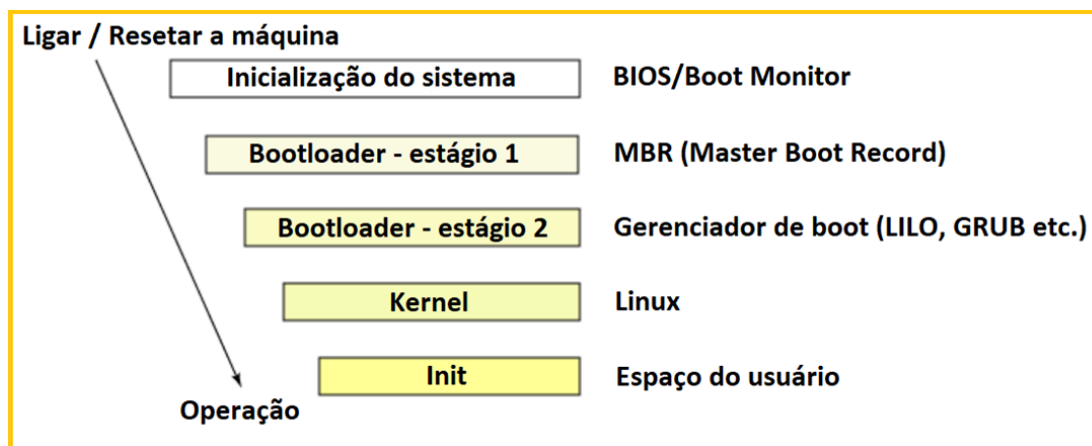 Ligar / Resetar a máquina
Inicialização do sistema
BIOS/Boot Monitor
Bootloader - estágio 1
MBR (Master Boot Record)
Bootloader - estágio 2
Gerenciador de boot (LILO, GRUB etc.)
Kernel
Linux
Init
Espaço do usuário
Operação